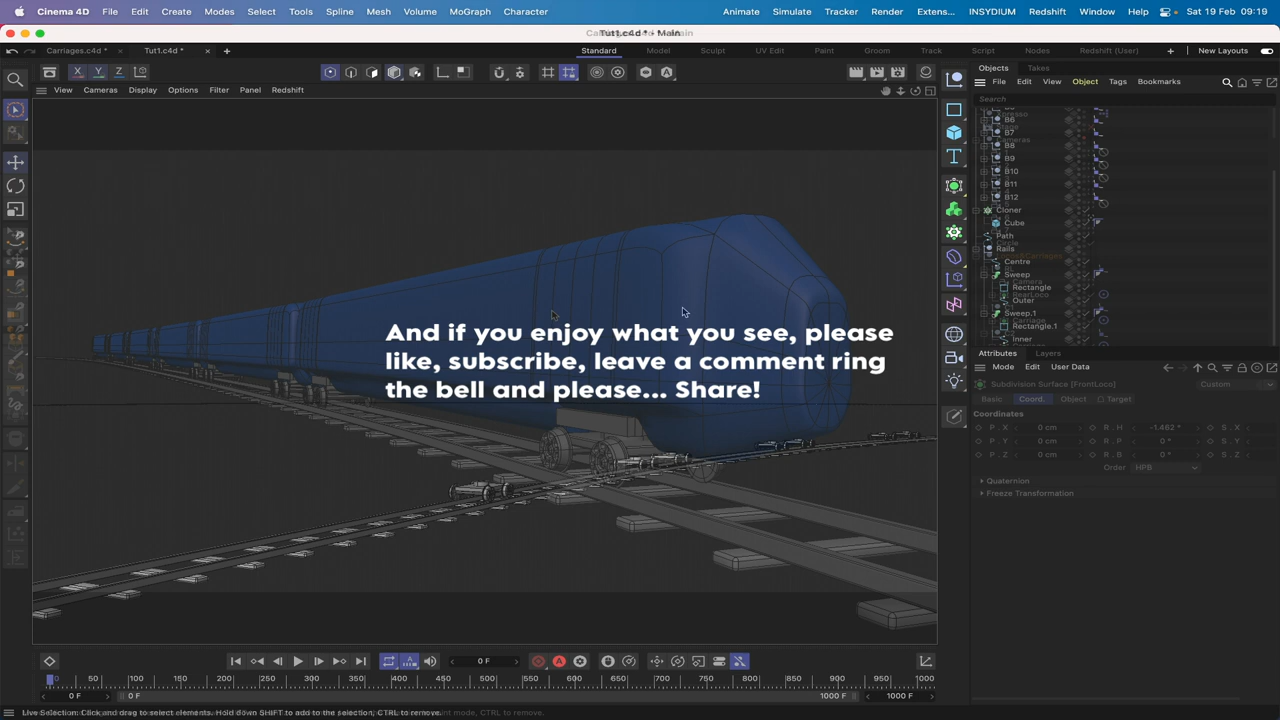 Cinema 4D File Edit Create Modes Select Tools Spline Mesh Volume MoGraph Character Animate Simulate Tracker Render Extens... INSYDIUM Redshift Window Help Sat 19 Feb 09:19
Tut1.c4d * - Main
Carriages.c4d * Tut1.c4d * Standard Model Sculpt UV Edit Paint Groom Track Script Nodes Redshift (User) New Layouts
X Y Z
Objects Takes
View Cameras Display Options Filter Panel Redshift
File Edit View Object Tags Bookmarks
Search
B6
B7
B8
B9
B10
B11
B12
Cloner
Cube
Path
Rails
Centre
Sweep
Rectangle
Outer
Sweep.1
Rectangle.1
Inner
And if you enjoy what you see, please
like, subscribe, leave a comment ring
the bell and please... Share!
Attributes Layers
Mode Edit User Data
Subdivision Surface [FrontLoco] Custom
Basic Coord. Object Target
Coordinates
P . X 0 cm R . H -1.462 ° S . X
P . Y 0 cm R . P 0 ° S . Y
P . Z 0 cm R . B 0 ° S . Z
Order HPB
Quaternion
Freeze Transformation
0 F
0 50 100 150 200 250 300 350 400 450 500 550 600 650 700 750 800 850 900 950 1000
0 F 0 F 1000 F 1000 F
Live Selection: Click and drag to select elements. Hold down SHIFT to add to the selection, CTRL to remove.